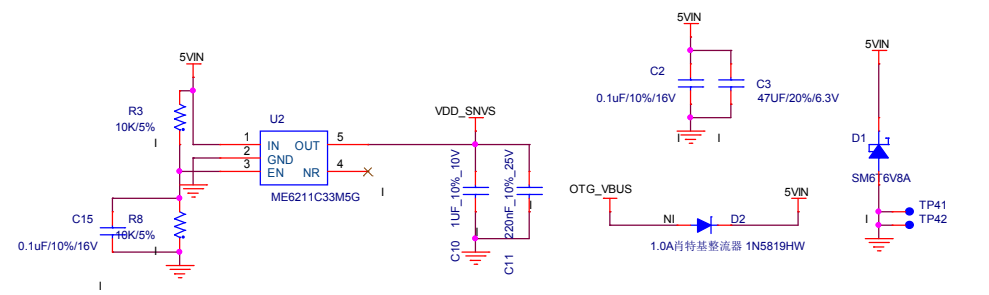 5VIN
R3
10K/5%
I
U2
1
2
3
IN OUT
GND
EN NR
5
4
ME6211C33M5G
I
C15
0.1uF/10%/16V
R8
10K/5%
I
I
VDD_SNVS
C10 1UF_10%_10V
I
C11 220nF_10%_25V
I
5VIN
C2
0.1uF/10%/16V
C3
47UF/20%/6.3V
I
I
OTG_VBUS
5VIN
NI
D2
1.0A肖特基整流器 1N5819HW
5VIN
D1
SM6T6V8A
I
TP41
TP42